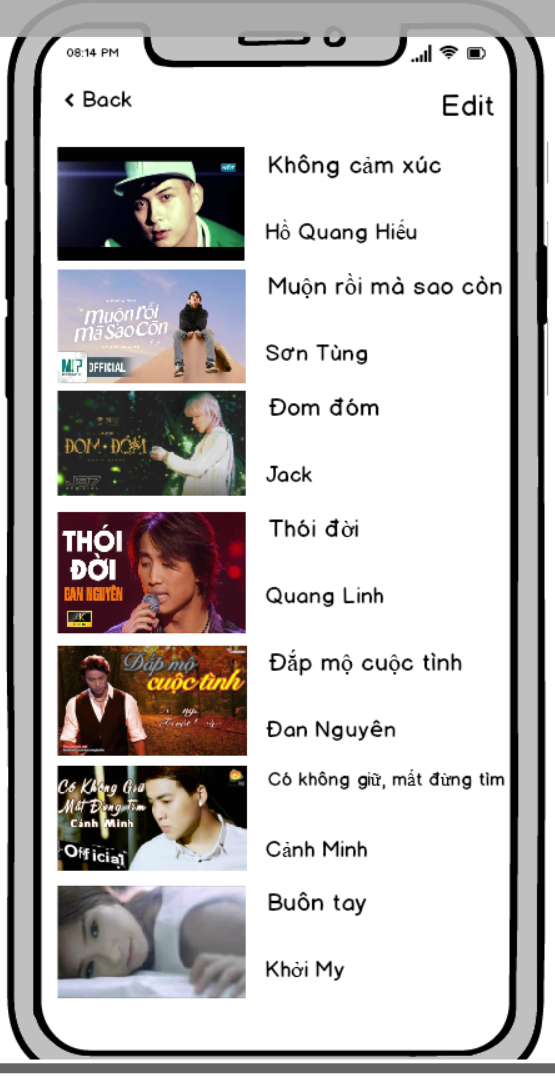 08:14 PM
Back
Edit
Không cảm xúc
Hồ Quang Hiếu
muộn rồi
mà sao còn
OFFICIAL
Muộn rồi mà sao còn
Sơn Tùng
ĐOM ĐÓM
J97
Đom đóm
Jack
THÓI
ĐỜI
ĐAN NGUYÊN
4K
Thói đời
Quang Linh
Đắp mộ
cuộc tình
Đắp mộ cuộc tình
Đan Nguyên
Có Không Giữ
Mất Đừng Tìm
Cảnh Minh
Official
Có không giữ, mất đừng tìm
Cảnh Minh
Buôn tay
Khởi My